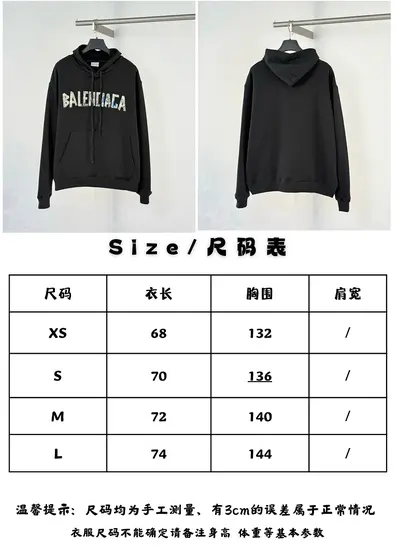 BALENCIAGA
Size/尺码表
尺码 衣长 胸围 肩宽
XS 68 132 /
S 70 136 /
M 72 140 /
L 74 144 /
温馨提示：尺码均为手工测量、有3cm的误差属于正常情况
衣服尺码不能确定请备注身高 体重等基本参数